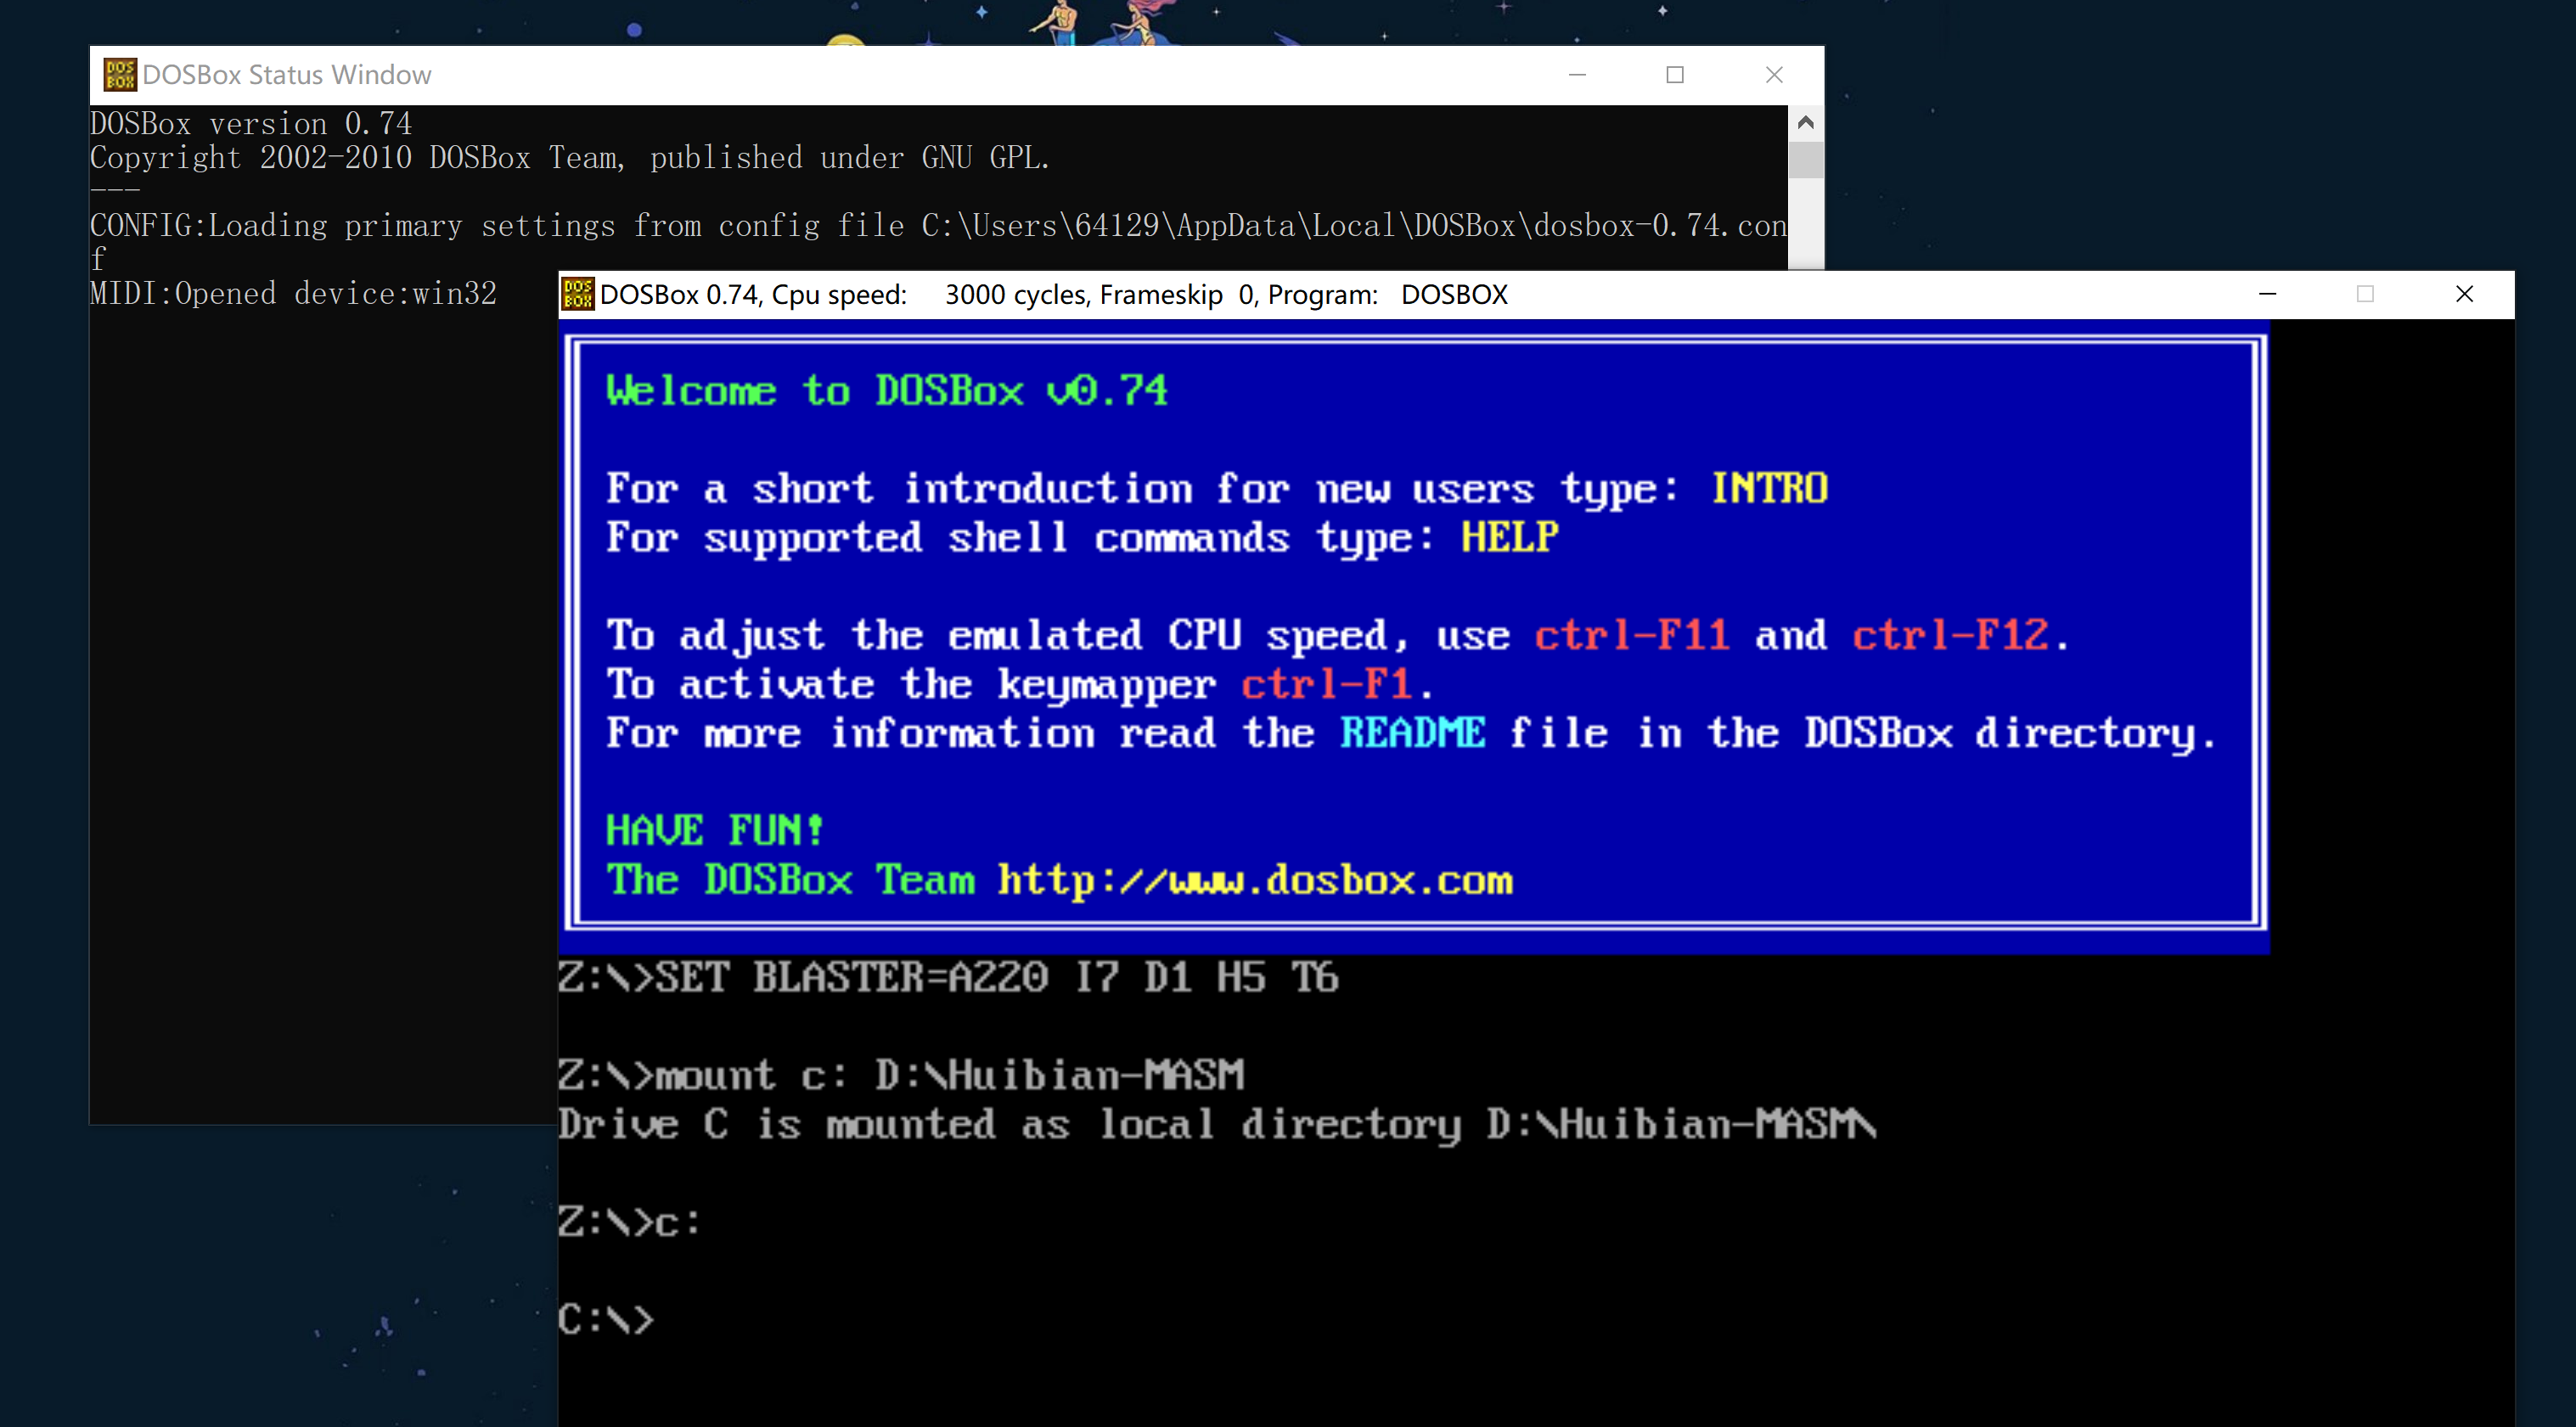 DOSBox Status Window
DOSBox version 0.74
Copyright 2002-2010 DOSBox Team, published under GNU GPL.
---
CONFIG:Loading primary settings from config file C:\Users\64129\AppData\Local\DOSBox\dosbox-0.74.con
f
MIDI:Opened device:win32
DOSBox 0.74, Cpu speed: 3000 cycles, Frameskip 0, Program: DOSBOX
Welcome to DOSBox v0.74
For a short introduction for new users type: INTRO
For supported shell commands type: HELP
To adjust the emulated CPU speed, use ctrl-F11 and ctrl-F12.
To activate the keymapper ctrl-F1.
For more information read the README file in the DOSBox directory.
HAVE FUN!
The DOSBox Team http://www.dosbox.com
Z:\>SET BLASTER=A220 I7 D1 H5 T6
Z:\>mount c: D:\Huibian-MASM
Drive C is mounted as local directory D:\Huibian-MASM\
Z:\>c:
C:\>